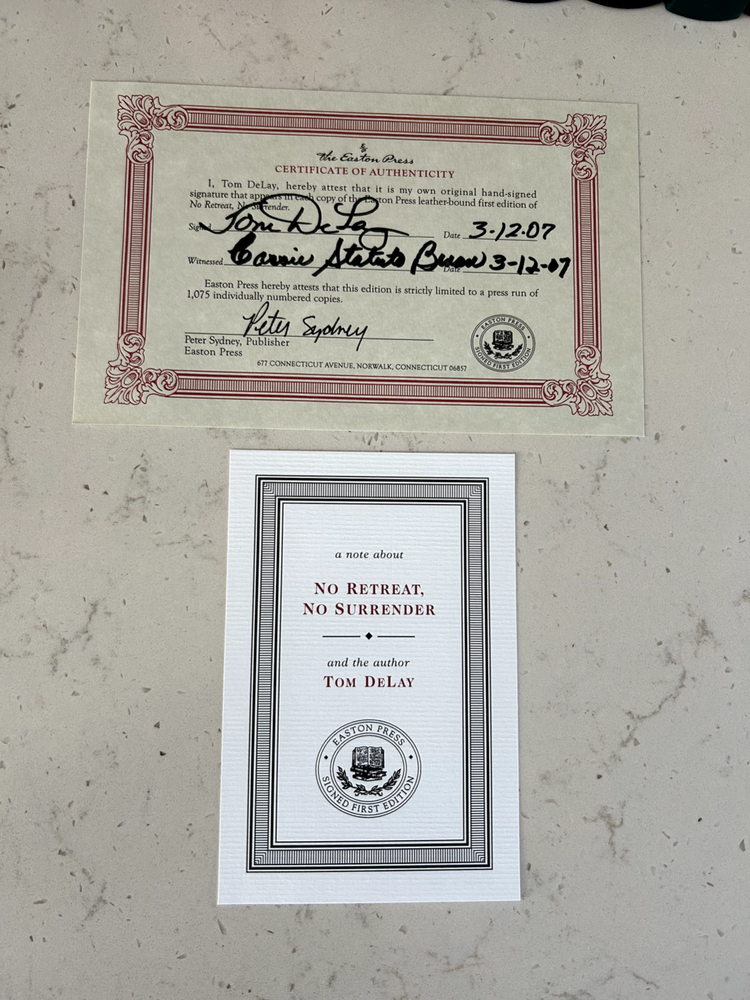 The Easton Press
CERTIFICATE OF AUTHENTICITY
I, Tom DeLay, hereby attest that it is my own original hand-signed
signature that appears in each copy of the Easton Press leather-bound first edition of
No Retreat, No Surrender.
Signed Tom DeLay Date 3-12-07
Witnessed Date 3-12-07
Easton Press hereby attests that this edition is strictly limited to a press run of
1,075 individually numbered copies.
Peter Sydney
Peter Sydney, Publisher
Easton Press
677 CONNECTICUT AVENUE, NORWALK, CONNECTICUT 06857
EASTON PRESS
SIGNED FIRST EDITION
a note about
NO RETREAT,
NO SURRENDER
and the author
TOM DELAY
EASTON PRESS
SIGNED FIRST EDITION